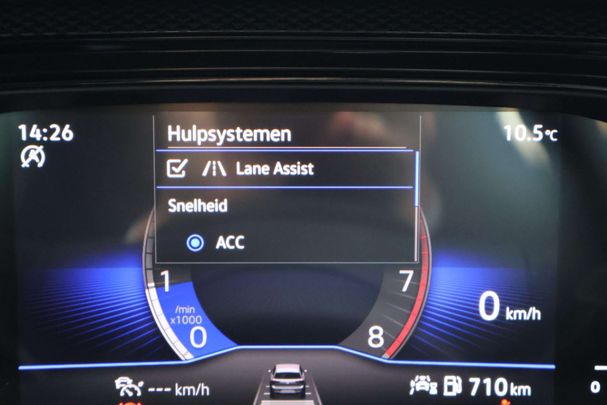 14:26
Hulpsystemen
10.5°C
Lane Assist
Snelheid
ACC
1
7
/min
x1000
0
8
0 km/h
--- km/h
710 km
0